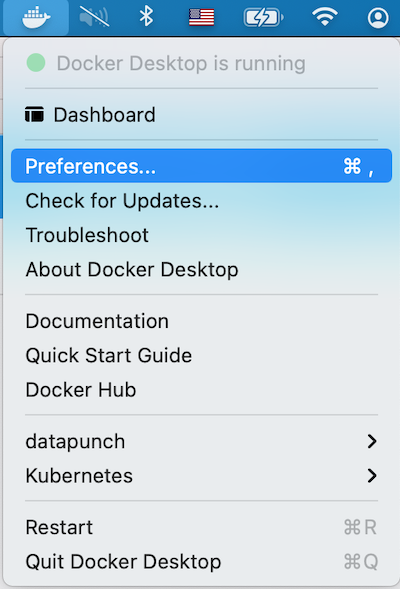 Docker Desktop is running
Dashboard
Preferences... ⌘ ,
Check for Updates...
Troubleshoot
About Docker Desktop
Documentation
Quick Start Guide
Docker Hub
datapunch
Kubernetes
Restart ⌘R
Quit Docker Desktop ⌘Q